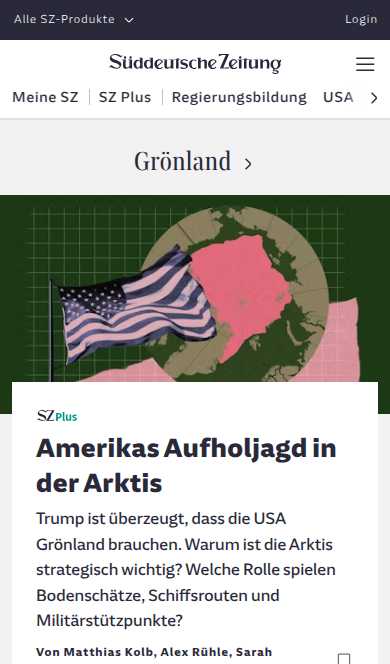 Alle SZ-Produkte
Login
Süddeutsche Zeitung
Meine SZ
SZ Plus
Regierungsbildung
USA
Grönland
SZ Plus
Amerikas Aufholjagd in
der Arktis
Trump ist überzeugt, dass die USA
Grönland brauchen. Warum ist die Arktis
strategisch wichtig? Welche Rolle spielen
Bodenschätze, Schiffsrouten und
Militärstützpunkte?
Von Matthias Kolb, Alex Rühle, Sarah